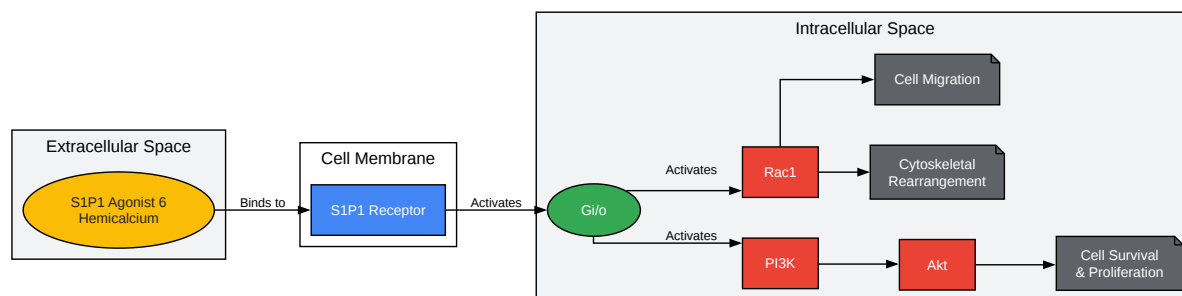 Intracellular Space
Cell Migration
Extracellular Space
S1P1 Agonist 6
Hemicalcium
Binds to
Cell Membrane
S1P1 Receptor
Activates
Gi/o
Activates
Rac1
Cytoskeletal
Rearrangement
Activates
PI3K
Akt
Cell Survival
& Proliferation